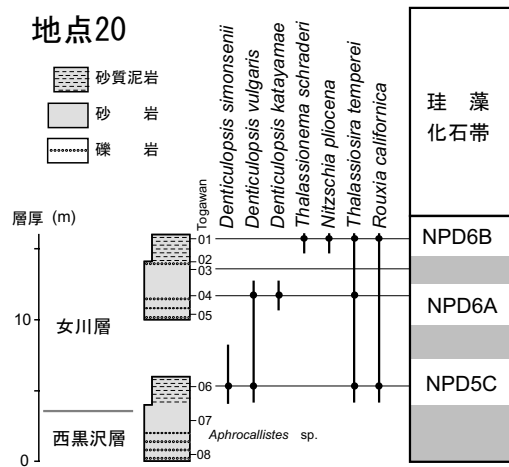 地点20
砂質泥岩
砂 岩
礫 岩
層厚 (m)
Togawan
Denticulopsis simonsenii
Denticulopsis vulgaris
Denticulopsis katayamae
Thalassionema schraderi
Nitzschia pliocena
Thalassiosira temperei
Rouxia californica
珪 藻
化石帯
01
02
03
04
05
06
07
08
10
0
女川層
西黒沢層
Aphrocallistes sp.
NPD6B
NPD6A
NPD5C